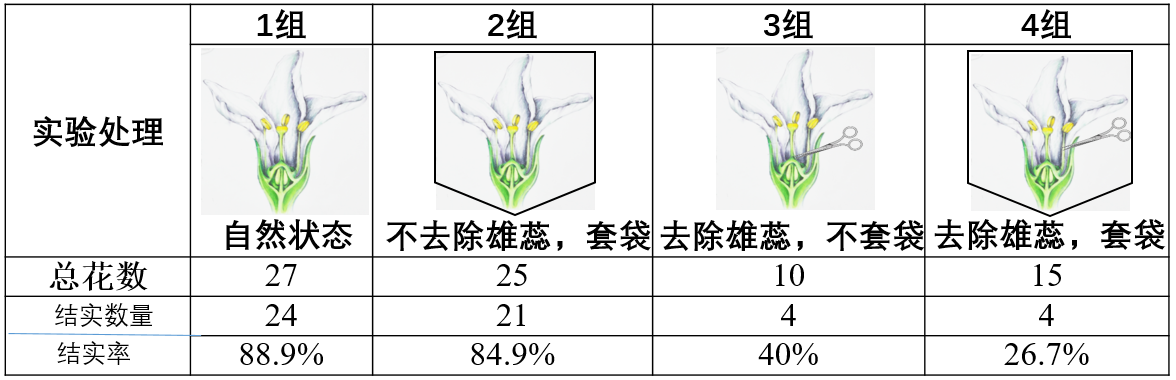 1组 2组 3组 4组
实验处理
自然状态 不去除雄蕊，套袋 去除雄蕊，不套袋 去除雄蕊，套袋
总花数 27 25 10 15
结实数量 24 21 4 4
结实率 88.9% 84.9% 40% 26.7%